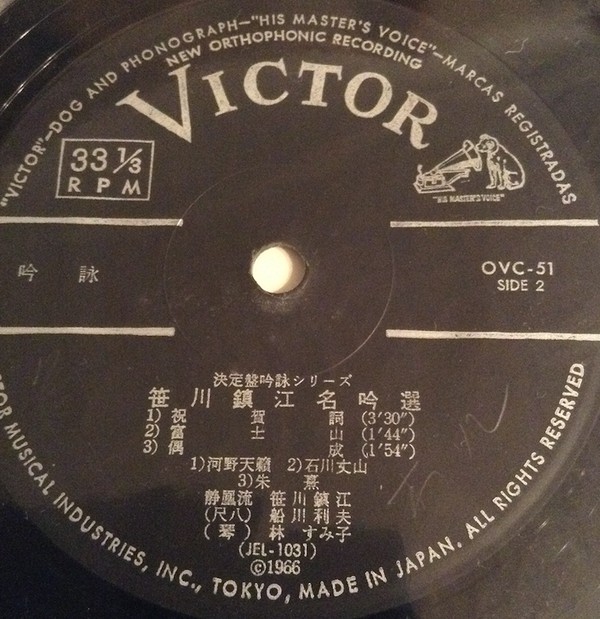 "VICTOR"—DOG AND PHONOGRAPH—"HIS MASTER'S VOICE"—MARCAS REGISTRADAS
NEW ORTHOPHONIC RECORDING
VICTOR
33 1/3
RPM
"HIS MASTER'S VOICE"
吟詠
OVC-51
SIDE 2
決定盤吟詠シリーズ
笹川鎮江名吟選
1) 祝賀詞 (3'30")
2) 富士山 (1'44")
3) 偶成 (1'54")
1)河野天籟 2)石川丈山
3)朱熹
静凰流 笹川鎮江
(尺八) 船川利夫
(琴) 林すみ子
(JEL-1031)
©1966
TOR MUSICAL INDUSTRIES, INC., TOKYO, MADE IN JAPAN. ALL RIGHTS RESERVED